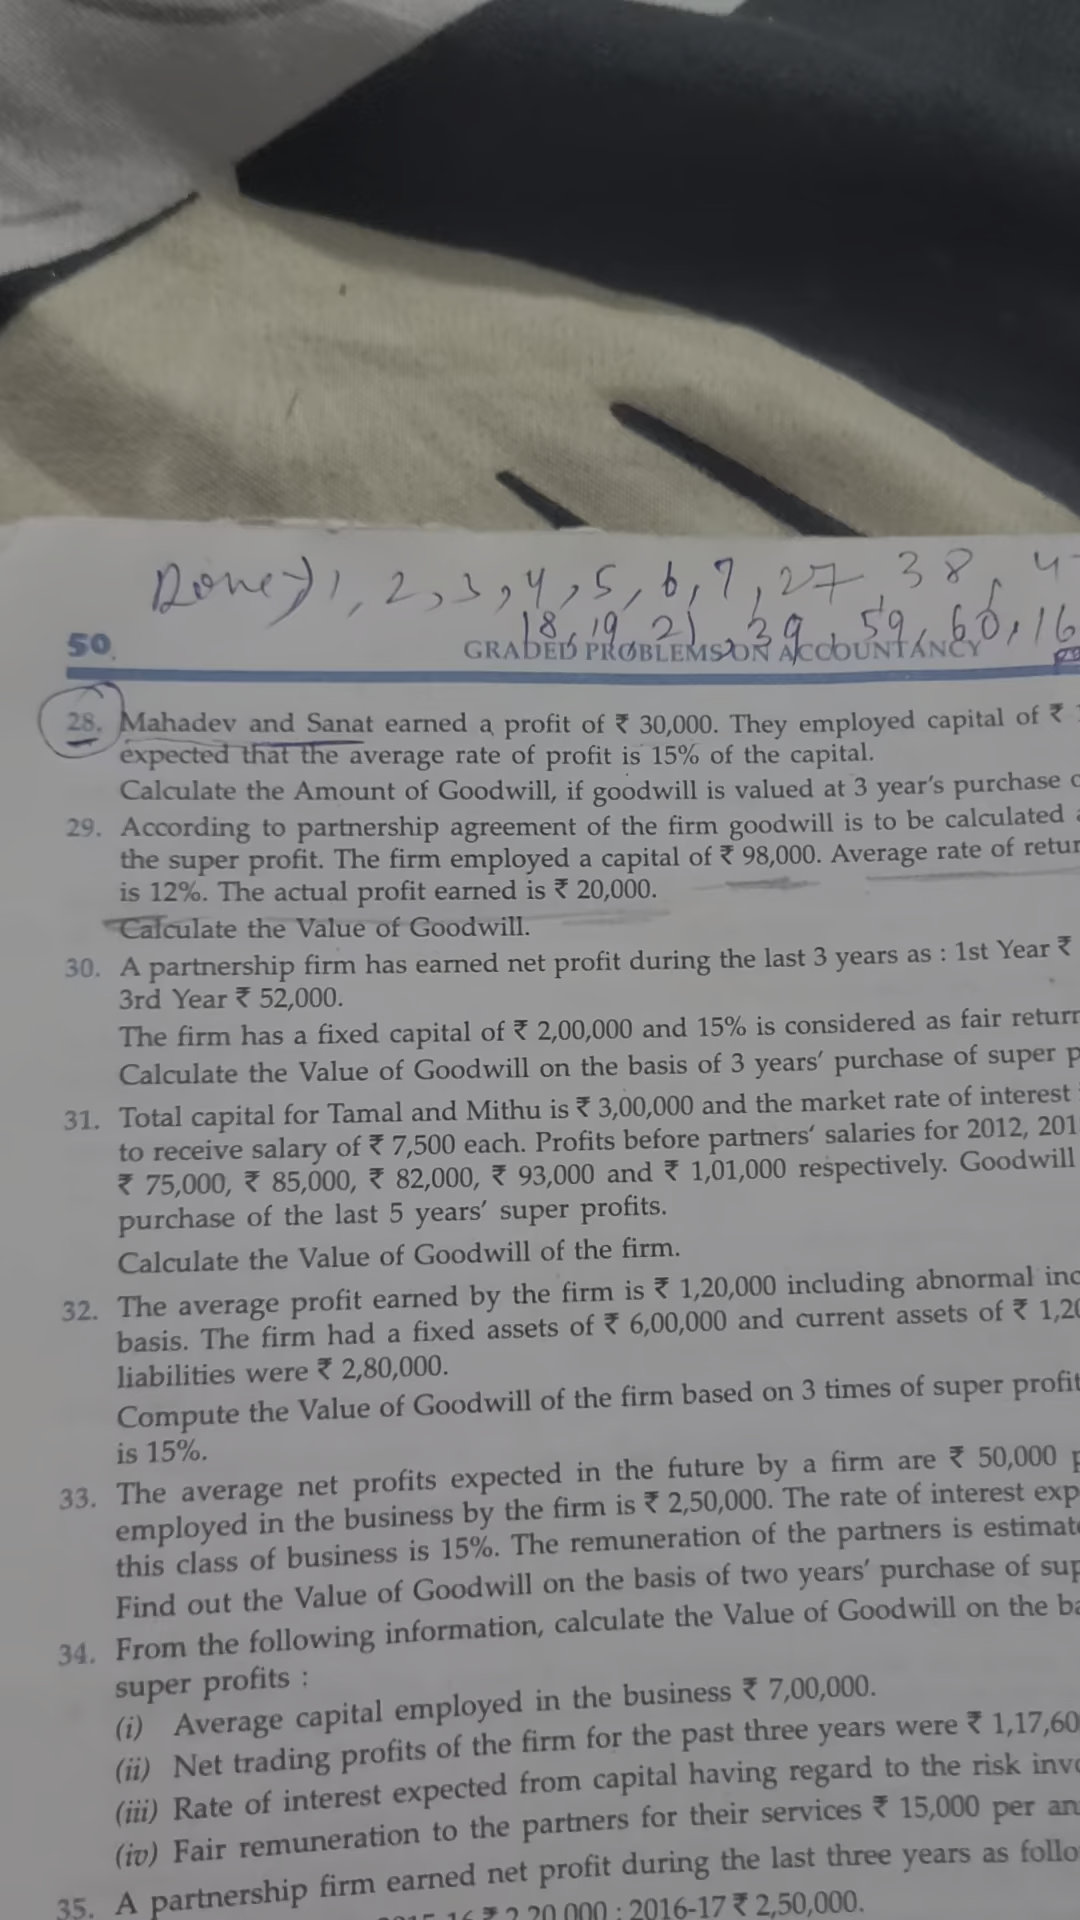 Done→ 1, 2, 3, 4, 5, 6, 7, 27, 38, 4
18, 19, 21, 39, 59, 60, 16
50
GRADED PROBLEMS ON ACCOUNTANCY
28. Mahadev and Sanat earned a profit of ₹ 30,000. They employed capital of ₹
expected that the average rate of profit is 15% of the capital.
Calculate the Amount of Goodwill, if goodwill is valued at 3 year's purchase
29. According to partnership agreement of the firm goodwill is to be calculated
the super profit. The firm employed a capital of ₹ 98,000. Average rate of retur
is 12%. The actual profit earned is ₹ 20,000.
Calculate the Value of Goodwill.
30. A partnership firm has earned net profit during the last 3 years as : 1st Year ₹
3rd Year ₹ 52,000.
The firm has a fixed capital of ₹ 2,00,000 and 15% is considered as fair return
Calculate the Value of Goodwill on the basis of 3 years' purchase of super p
31. Total capital for Tamal and Mithu is ₹ 3,00,000 and the market rate of interest
to receive salary of ₹ 7,500 each. Profits before partners' salaries for 2012, 201
₹ 75,000, ₹ 85,000, ₹ 82,000, ₹ 93,000 and ₹ 1,01,000 respectively. Goodwill
purchase of the last 5 years' super profits.
Calculate the Value of Goodwill of the firm.
32. The average profit earned by the firm is ₹ 1,20,000 including abnormal inc
basis. The firm had a fixed assets of ₹ 6,00,000 and current assets of ₹ 1,20
liabilities were ₹ 2,80,000.
Compute the Value of Goodwill of the firm based on 3 times of super profit
is 15%.
33. The average net profits expected in the future by a firm are ₹ 50,000 p
employed in the business by the firm is ₹ 2,50,000. The rate of interest exp
this class of business is 15%. The remuneration of the partners is estimate
Find out the Value of Goodwill on the basis of two years' purchase of sup
34. From the following information, calculate the Value of Goodwill on the ba
super profits :
(i) Average capital employed in the business ₹ 7,00,000.
(ii) Net trading profits of the firm for the past three years were ₹ 1,17,60
(iii) Rate of interest expected from capital having regard to the risk invo
(iv) Fair remuneration to the partners for their services ₹ 15,000 per an
35. A partnership firm earned net profit during the last three years as follo
2015-16 ₹ 2,20,000 ; 2016-17 ₹ 2,50,000.